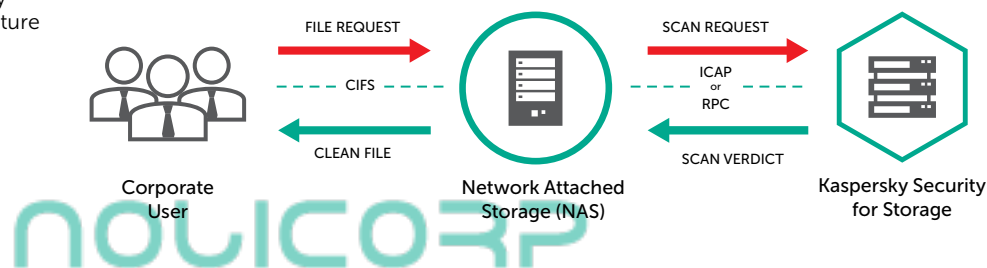 ture
FILE REQUEST
CIFS
CLEAN FILE
SCAN REQUEST
ICAP
or
RPC
SCAN VERDICT
Corporate
User
Network Attached
Storage (NAS)
Kaspersky Security
for Storage
NOVICORP